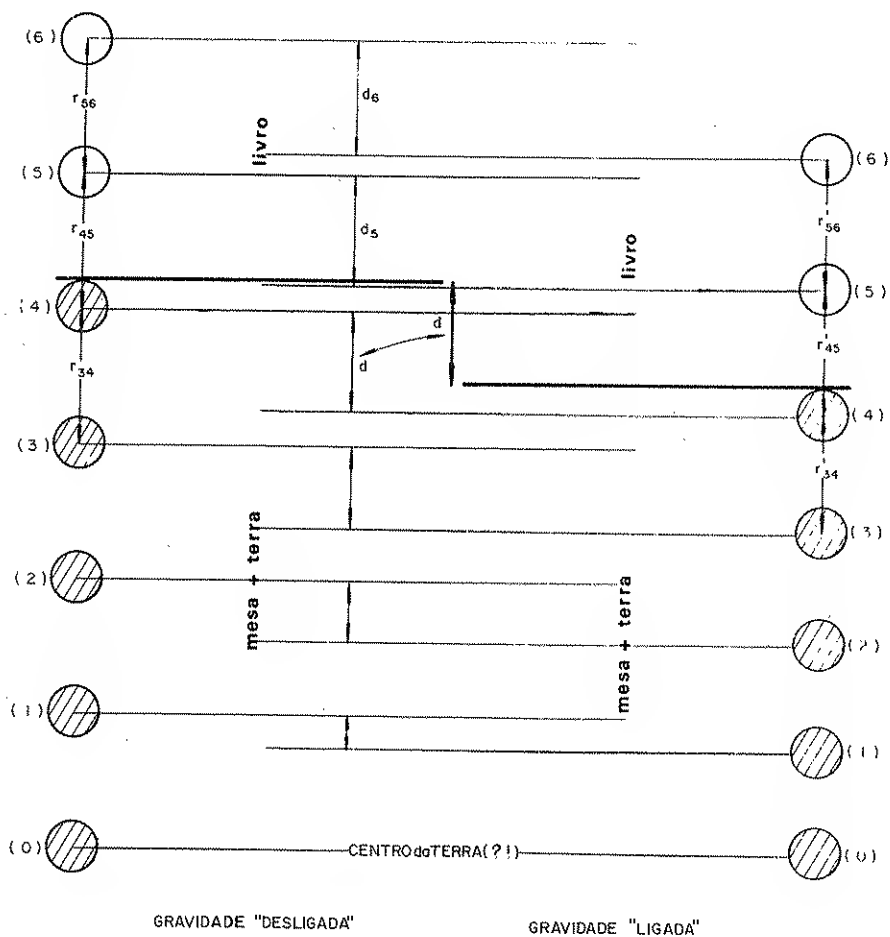 (6)
r56
d6
livro
(5)
(6)
r45
d5
r'56
livro
(4)
(5)
d
d
r'45
r34
(4)
(3)
r'34
(3)
mesa + terra
(2)
mesa + terra
(2)
(1)
(1)
(0)
CENTRO da TERRA(?!)
(0)
GRAVIDADE "DESLIGADA"
GRAVIDADE "LIGADA"